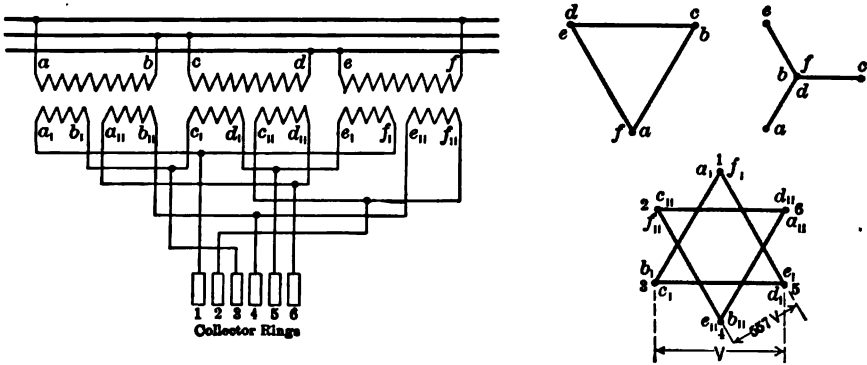 a b c d e f
a₁ b₁ a₁₁ b₁₁ c₁ d₁ c₁₁ d₁₁ e₁ f₁ e₁₁ f₁₁
1 2 3 4 5 6
Collector Rings
d c
e b
f a
e
b f c
d
a
1
a₁ f₁
2 c₁₁ d₁₁ 6
f₁₁ a₁₁
b₁ e₁
3 c₁ d₁ 5
e₁₁ b₁₁
4
.557 V
V